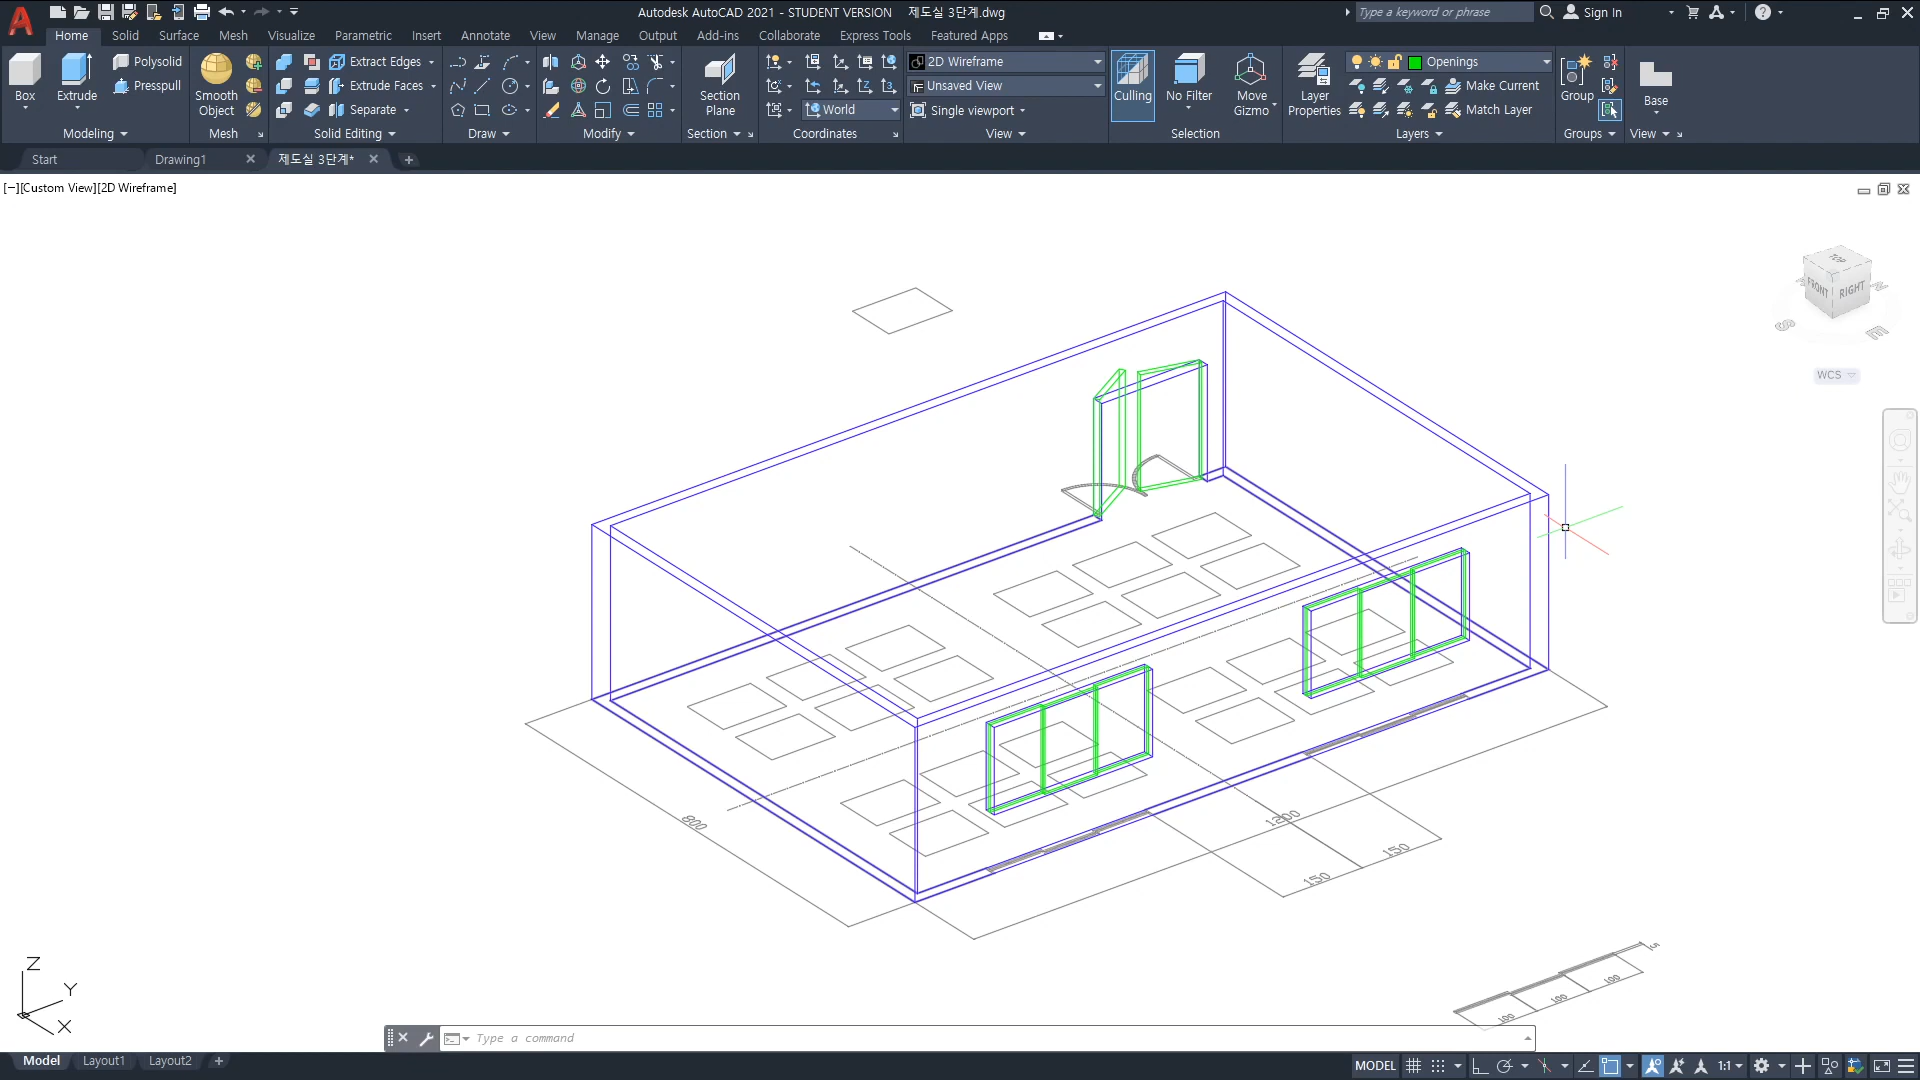 Autodesk AutoCAD 2021 - STUDENT VERSION 제도실 3단계.dwg
Type a keyword or phrase
Sign In
Home Solid Surface Mesh Visualize Parametric Insert Annotate View Manage Output Add-ins Collaborate Express Tools Featured Apps
Box
Extrude
Polysolid
Presspull
Modeling
Smooth
Object
Mesh
Extract Edges
Extrude Faces
Separate
Solid Editing
Draw
Modify
Section
Plane
Section
World
Coordinates
2D Wireframe
Unsaved View
Single viewport
View
Culling
No Filter
Move
Gizmo
Selection
Layer
Properties
Openings
Make Current
Match Layer
Layers
Group
Groups
Base
View
Start
Drawing1
제도실 3단계*
[−][Custom View][2D Wireframe]
TOP
FRONT
RIGHT
S
E
WCS
800
1200
150
150
5
100
100
100
Z
Y
X
Type a command
Model Layout1 Layout2
MODEL
1:1